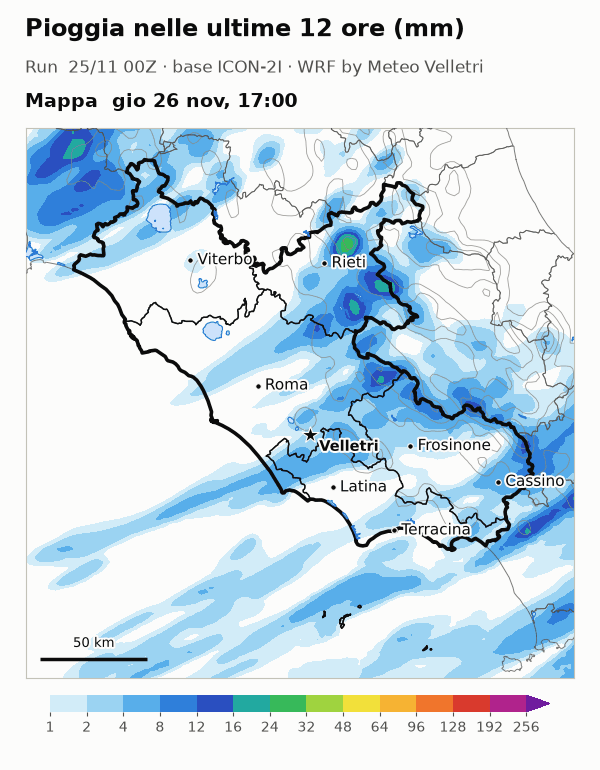 Pioggia nelle ultime 12 ore (mm)
Run  25/11 00Z · base ICON-2I · WRF by Meteo Velletri
Mappa  gio 26 nov, 17:00
Viterbo
Rieti
Roma
Velletri
Frosinone
Cassino
Latina
Terracina
50 km
1 2 4 8 12 16 24 32 48 64 96 128 192 256